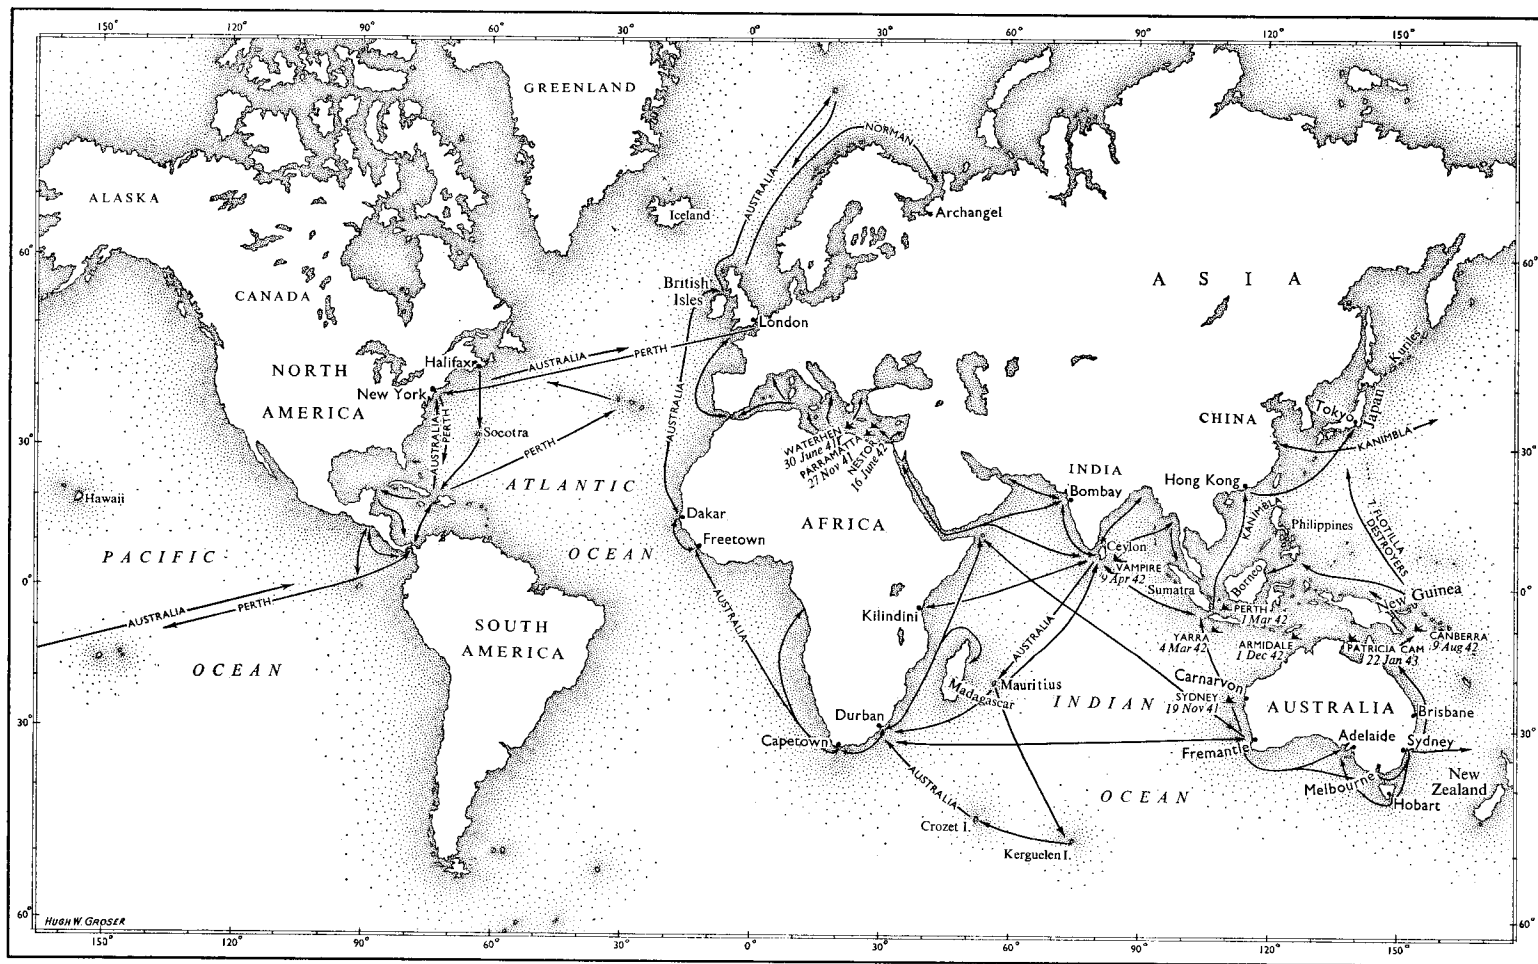 150° 120° 90° 60° 30° 0° 30° 60° 90° 120° 150°
GREENLAND
NORMAN
ALASKA
AUSTRALIA
Iceland
Archangel
60°
60°
British
Isles
A S I A
CANADA
London
Kuriles
AUSTRALIA
PERTH
Halifax
NORTH
AMERICA
New York
Japan
Tokyo
CHINA
KANIMBLA
30°
30°
Socotra
AUSTRALIA
PERTH
PERTH
AUSTRALIA
WATERHEN
30 June 41
PARRAMATTA
27 Nov 41
NESTOR
16 June 42
INDIA
Bombay
Hong Kong
Hawaii
ATLANTIC
Dakar
AFRICA
KANIMBLA
Philippines
7 FLOTILLA
DESTROYERS
PACIFIC
OCEAN
Freetown
Ceylon
VAMPIRE
9 Apr 42
Sumatra
Borneo
New Guinea
0°
0°
AUSTRALIA
PERTH
Kilindini
PERTH
1 Mar 42
SOUTH
AMERICA
AUSTRALIA
AUSTRALIA
YARRA
4 Mar 42
ARMIDALE
1 Dec 42
PATRICIA CAM
22 Jan 43
CANBERRA
9 Aug 42
OCEAN
Madagascar
Mauritius
Carnarvon
INDIAN
SYDNEY
19 Nov 41
AUSTRALIA
Brisbane
30°
30°
Durban
Capetown
Fremantle
Adelaide
Sydney
Melbourne
Hobart
New
Zealand
AUSTRALIA
OCEAN
Crozet I.
Kerguelen I.
60°
60°
HUGH W. GROSER
150° 120° 90° 60° 30° 0° 30° 60° 90° 120° 150°